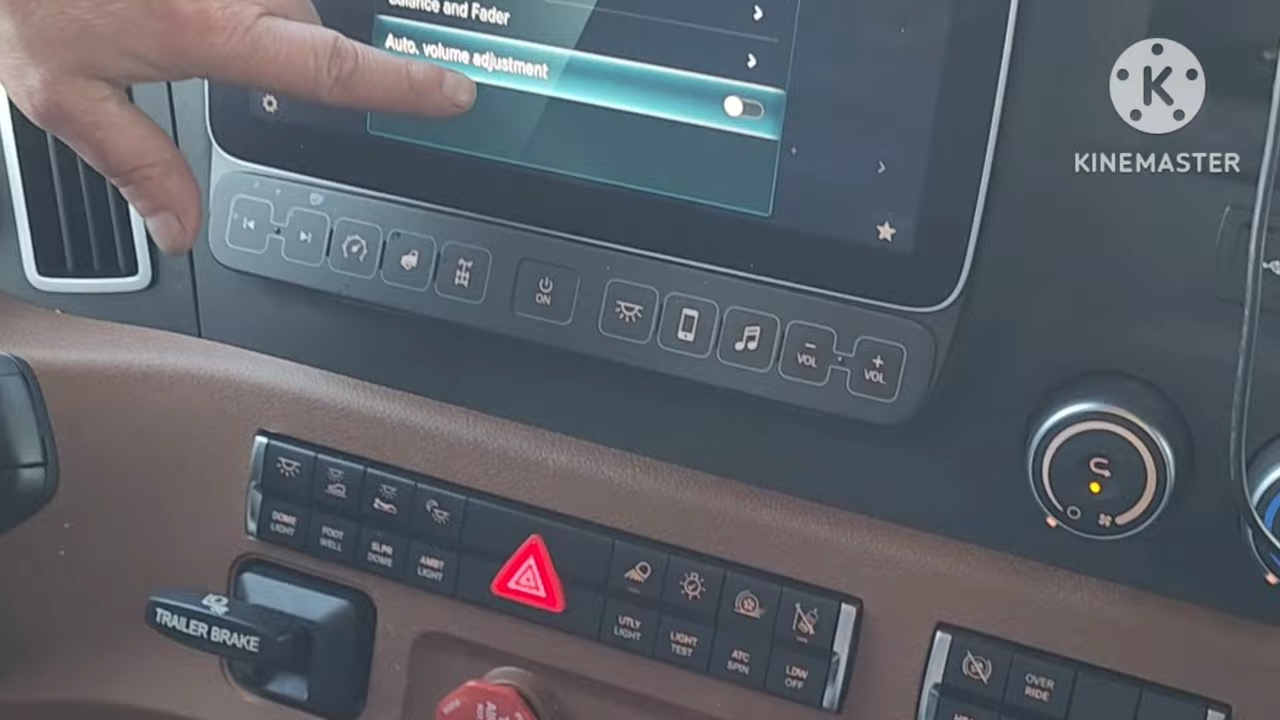 Balance and Fader
Auto. volume adjustment
K
KINEMASTER
ON
VOL
VOL
DOME
LIGHT
FOOT
WELL
SLPR
DOME
AMBT
LIGHT
UTLY
LIGHT
LIGHT
TEST
ATC
SPIN
LDW
OFF
TRAILER BRAKE
OVER
RIDE